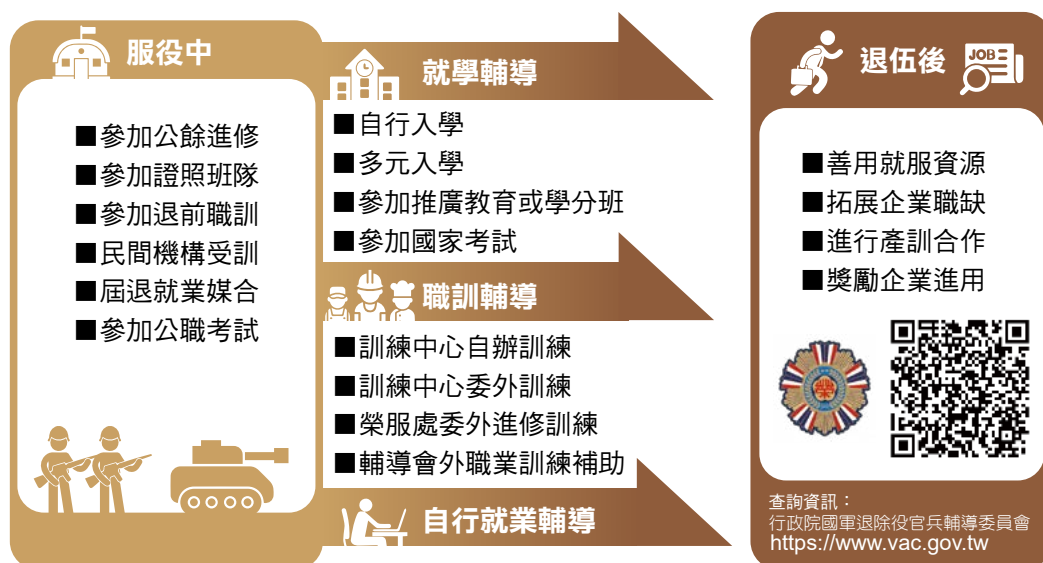 服役中
■參加公餘進修
■參加證照班隊
■參加退前職訓
■民間機構受訓
■屆退就業媒合
■參加公職考試
就學輔導
■自行入學
■多元入學
■參加推廣教育或學分班
■參加國家考試
職訓輔導
■訓練中心自辦訓練
■訓練中心委外訓練
■榮服處委外進修訓練
■輔導會外職業訓練補助
自行就業輔導
退伍後
JOB
■善用就服資源
■拓展企業職缺
■進行產訓合作
■獎勵企業進用
榮
查詢資訊：
行政院國軍退除役官兵輔導委員會
https://www.vac.gov.tw